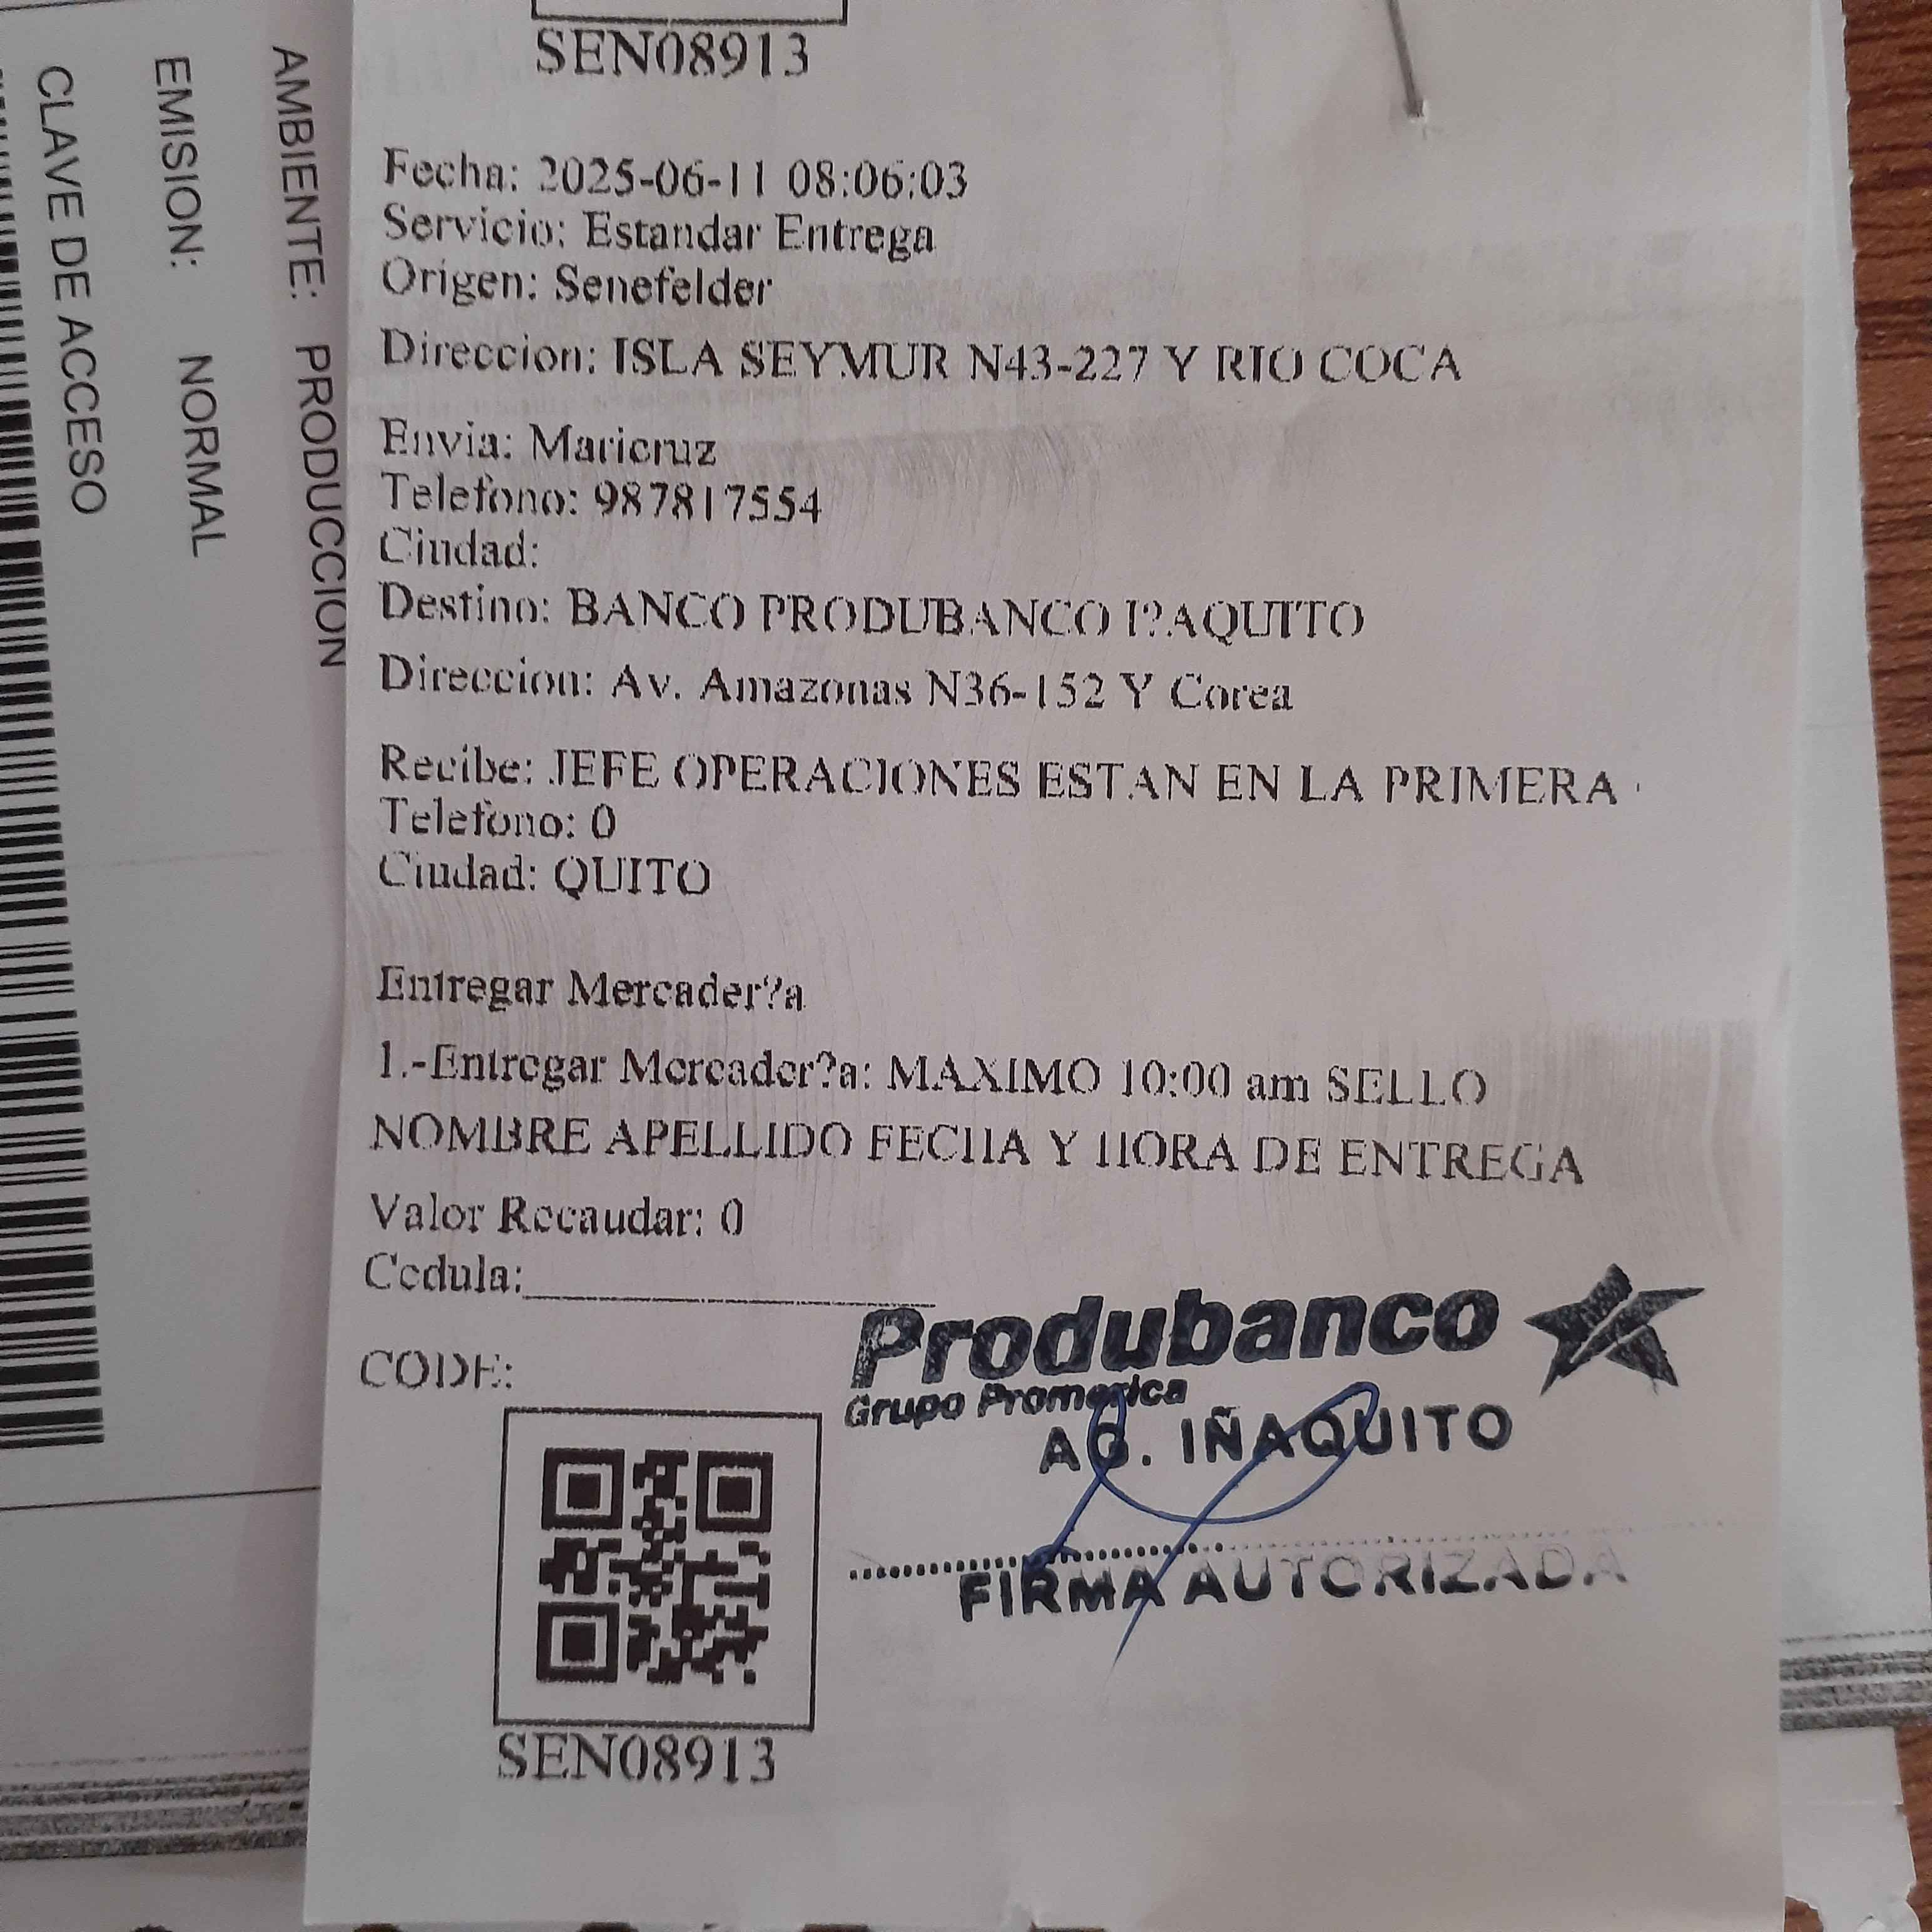 SEN08913
Fecha: 2025-06-11 08:06:03
Servicio: Estandar Entrega
Origen: Senefelder
Direccion: ISLA SEYMUR N43-227 Y RIO COCA
Envia: Maricruz
Telefono: 987817554
Ciudad:
Destino: BANCO PRODUBANCO I?AQUITO
Direccion: Av. Amazonas N36-152 Y Corea
Recibe: JEFE OPERACIONES ESTAN EN LA PRIMERA
Telefono: 0
Ciudad: QUITO
Entregar Mercader?a
1.-Entregar Mercader?a: MAXIMO 10:00 am SELLO
NOMBRE APELLIDO FECHA Y HORA DE ENTREGA
Valor Recaudar: 0
Cedula:
CODE:
SEN08913
Produbanco
Grupo Promerica
AG. IÑAQUITO
FIRMA AUTORIZADA
AMBIENTE: PRODUCCION
EMISION: NORMAL
CLAVE DE ACCESO